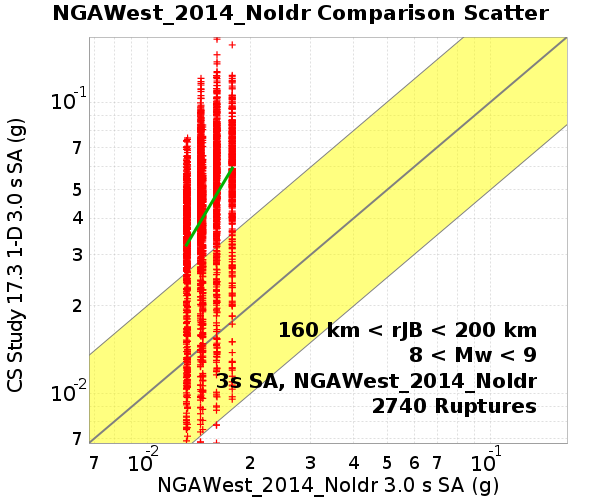 NGAWest_2014_NoIdr Comparison Scatter
CS Study 17.3 1-D 3.0 s SA (g)
10-1
7
5
4
3
2
10-2
7
160 km < rJB < 200 km
8 < Mw < 9
3s SA, NGAWest_2014_NoIdr
2740 Ruptures
7 10-2 2 3 4 5 6 7 10-1
NGAWest_2014_NoIdr 3.0 s SA (g)